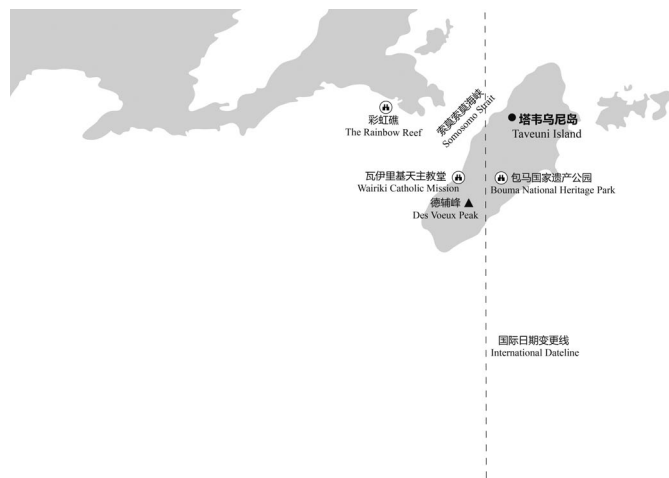 彩虹礁
The Rainbow Reef
索莫索莫海峡
Somosomo Strait
塔韦乌尼岛
Taveuni Island
瓦伊里基天主教堂
Wairiki Catholic Mission
包马国家遗产公园
Bouma National Heritage Park
德辅峰
Des Voeux Peak
国际日期变更线
International Dateline